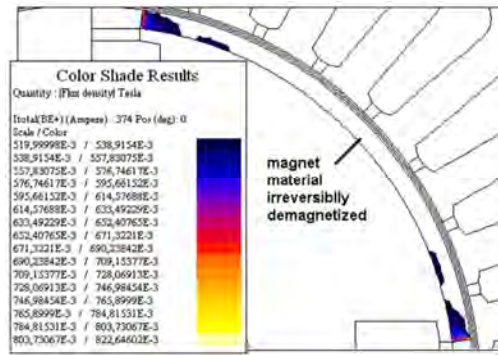 Color Shade Results
Quantity : |Flux density| Tesla
Itotal(BE+) (Ampere) : 374 Pos (deg): 0
Scale / Color
519,99998E-3 / 538,9154E-3
538,9154E-3 / 557,83075E-3
557,83075E-3 / 576,74617E-3
576,74617E-3 / 595,66152E-3
595,66152E-3 / 614,57688E-3
614,57688E-3 / 633,49229E-3
633,49229E-3 / 652,40765E-3
652,40765E-3 / 671,3221E-3
671,3221E-3 / 690,23842E-3
690,23842E-3 / 709,15377E-3
709,15377E-3 / 728,06913E-3
728,06913E-3 / 746,98454E-3
746,98454E-3 / 765,8999E-3
765,8999E-3 / 784,81531E-3
784,81531E-3 / 803,73067E-3
803,73067E-3 / 822,64602E-3
magnet
material
irreversiblly
demagnetized